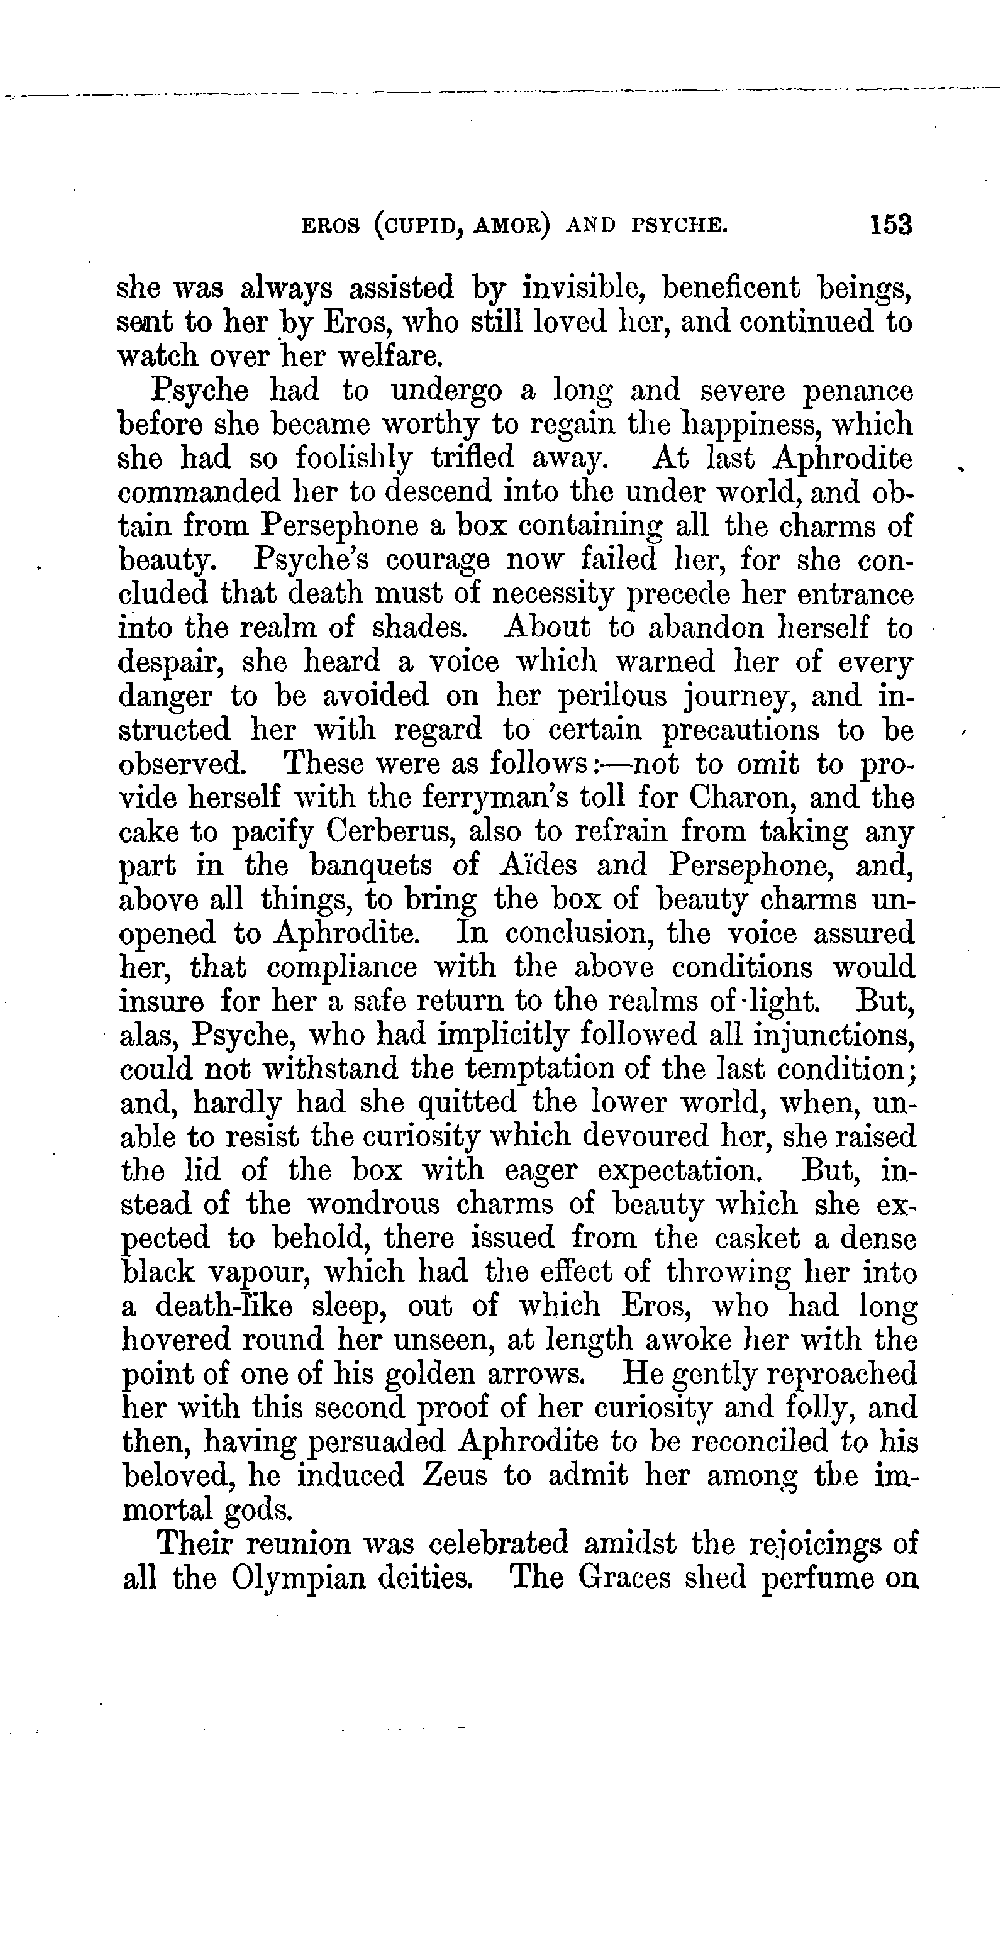 EROS (CUPID, AMOR) AND PSYCHE. 153
she was always assisted by invisible, beneficent beings,
sent to her by Eros, who still loved her, and continued to
watch over her welfare.
Psyche had to undergo a long and severe penance
before she became worthy to regain the happiness, which
she had so foolishly trifled away. At last Aphrodite
commanded her to descend into the under world, and ob-
tain from Persephone a box containing all the charms of
beauty. Psyche's courage now failed her, for she con-
cluded that death must of necessity precede her entrance
into the realm of shades. About to abandon herself to
despair, she heard a voice which warned her of every
danger to be avoided on her perilous journey, and in-
structed her with regard to certain precautions to be
observed. These were as follows:—not to omit to pro-
vide herself with the ferryman's toll for Charon, and the
cake to pacify Cerberus, also to refrain from taking any
part in the banquets of Aïdes and Persephone, and,
above all things, to bring the box of beauty charms un-
opened to Aphrodite. In conclusion, the voice assured
her, that compliance with the above conditions would
insure for her a safe return to the realms of light. But,
alas, Psyche, who had implicitly followed all injunctions,
could not withstand the temptation of the last condition;
and, hardly had she quitted the lower world, when, un-
able to resist the curiosity which devoured her, she raised
the lid of the box with eager expectation. But, in-
stead of the wondrous charms of beauty which she ex-
pected to behold, there issued from the casket a dense
black vapour, which had the effect of throwing her into
a death-like sleep, out of which Eros, who had long
hovered round her unseen, at length awoke her with the
point of one of his golden arrows. He gently reproached
her with this second proof of her curiosity and folly, and
then, having persuaded Aphrodite to be reconciled to his
beloved, he induced Zeus to admit her among the im-
mortal gods.
Their reunion was celebrated amidst the rejoicings of
all the Olympian deities. The Graces shed perfume on